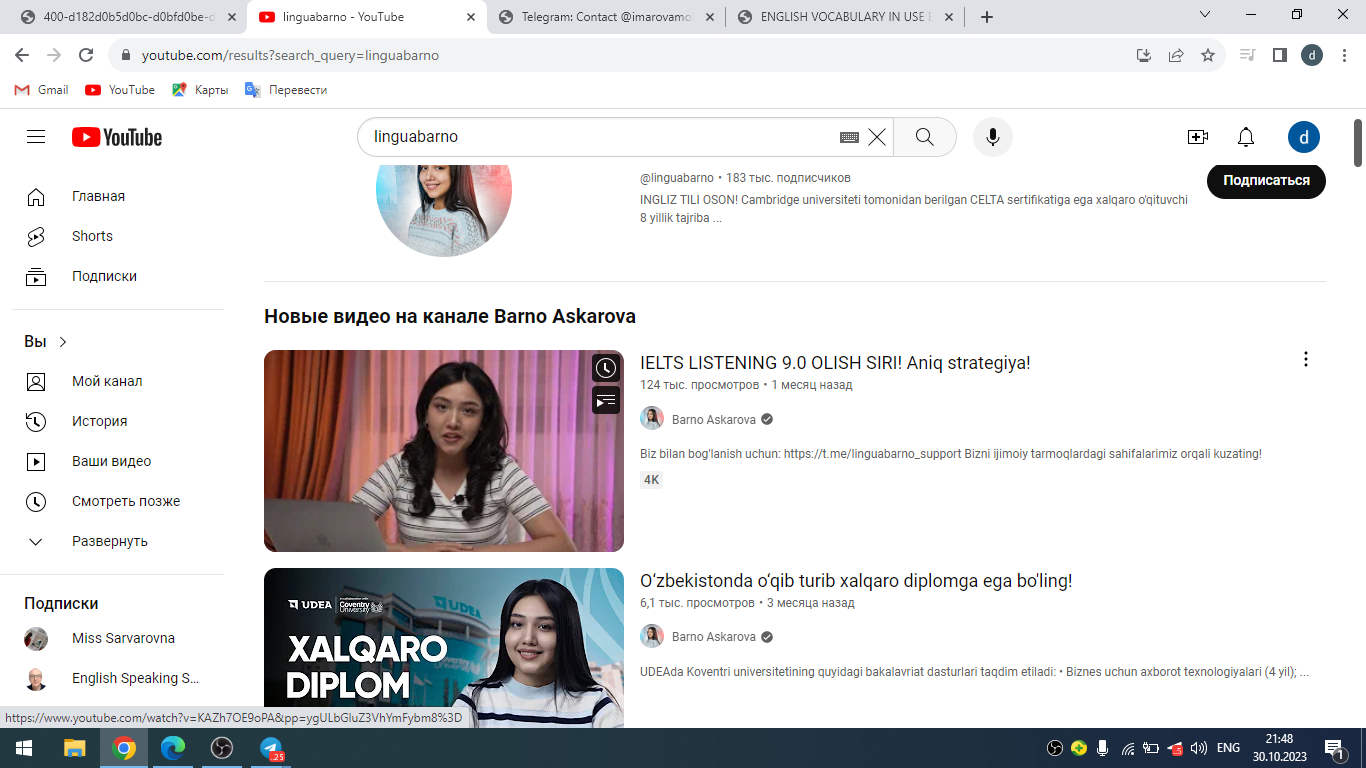 400-d182d0b5d0bc-d0bfd0be-d
linguabarno - YouTube
Telegram: Contact @imarovamo
ENGLISH VOCABULARY IN USE E
youtube.com/results?search_query=linguabarno
d
Gmail
YouTube
Карты
Перевести
YouTube
linguabarno
d
Главная
Shorts
Подписки
Вы
Мой канал
История
Ваши видео
Смотреть позже
Развернуть
Подписки
Miss Sarvarovna
English Speaking S...
@linguabarno • 183 тыс. подписчиков
INGLIZ TILI OSON! Cambridge universiteti tomonidan berilgan CELTA sertifikatiga ega xalqaro o'qituvchi
8 yillik tajriba ...
Подписаться
Новые видео на канале Barno Askarova
IELTS LISTENING 9.0 OLISH SIRI! Aniq strategiya!
124 тыс. просмотров • 1 месяц назад
Barno Askarova
Biz bilan bog'lanish uchun: https://t.me/linguabarno_support Bizni ijimoiy tarmoqlardagi sahifalarimiz orqali kuzating!
4K
UDEA
Coventry
University
UDEA
XALQARO
DIPLOM
Oʻzbekistonda oʻqib turib xalqaro diplomga ega bo'ling!
6,1 тыс. просмотров • 3 месяца назад
Barno Askarova
UDEAda Koventri universitetining quyidagi bakalavriat dasturlari taqdim etiladi: • Biznes uchun axborot texnologiyalari (4 yil); ...
https://www.youtube.com/watch?v=KAZh7OE9oPA&pp=ygULbGluZ3VhYmFybm8%3D
.25
5
ENG
21:48
30.10.2023
1